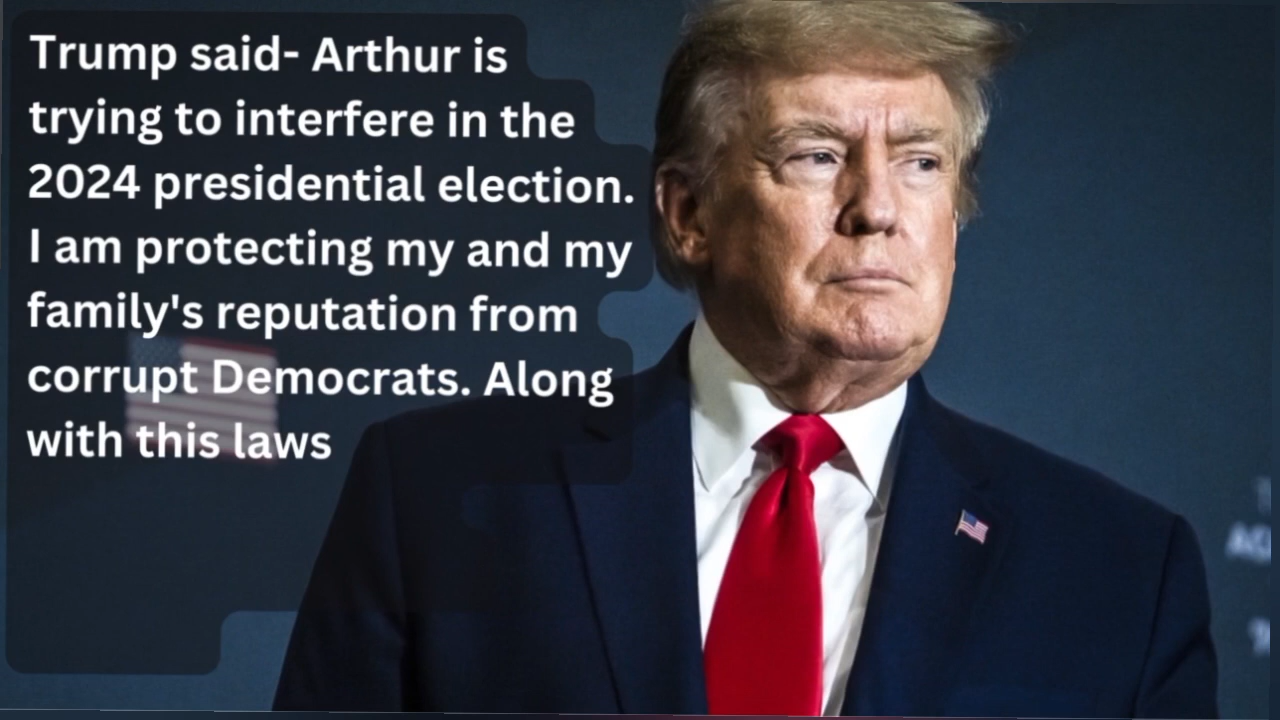 Trump said- Arthur is
trying to interfere in the
2024 presidential election.
I am protecting my and my
family's reputation from
corrupt Democrats. Along
with this laws